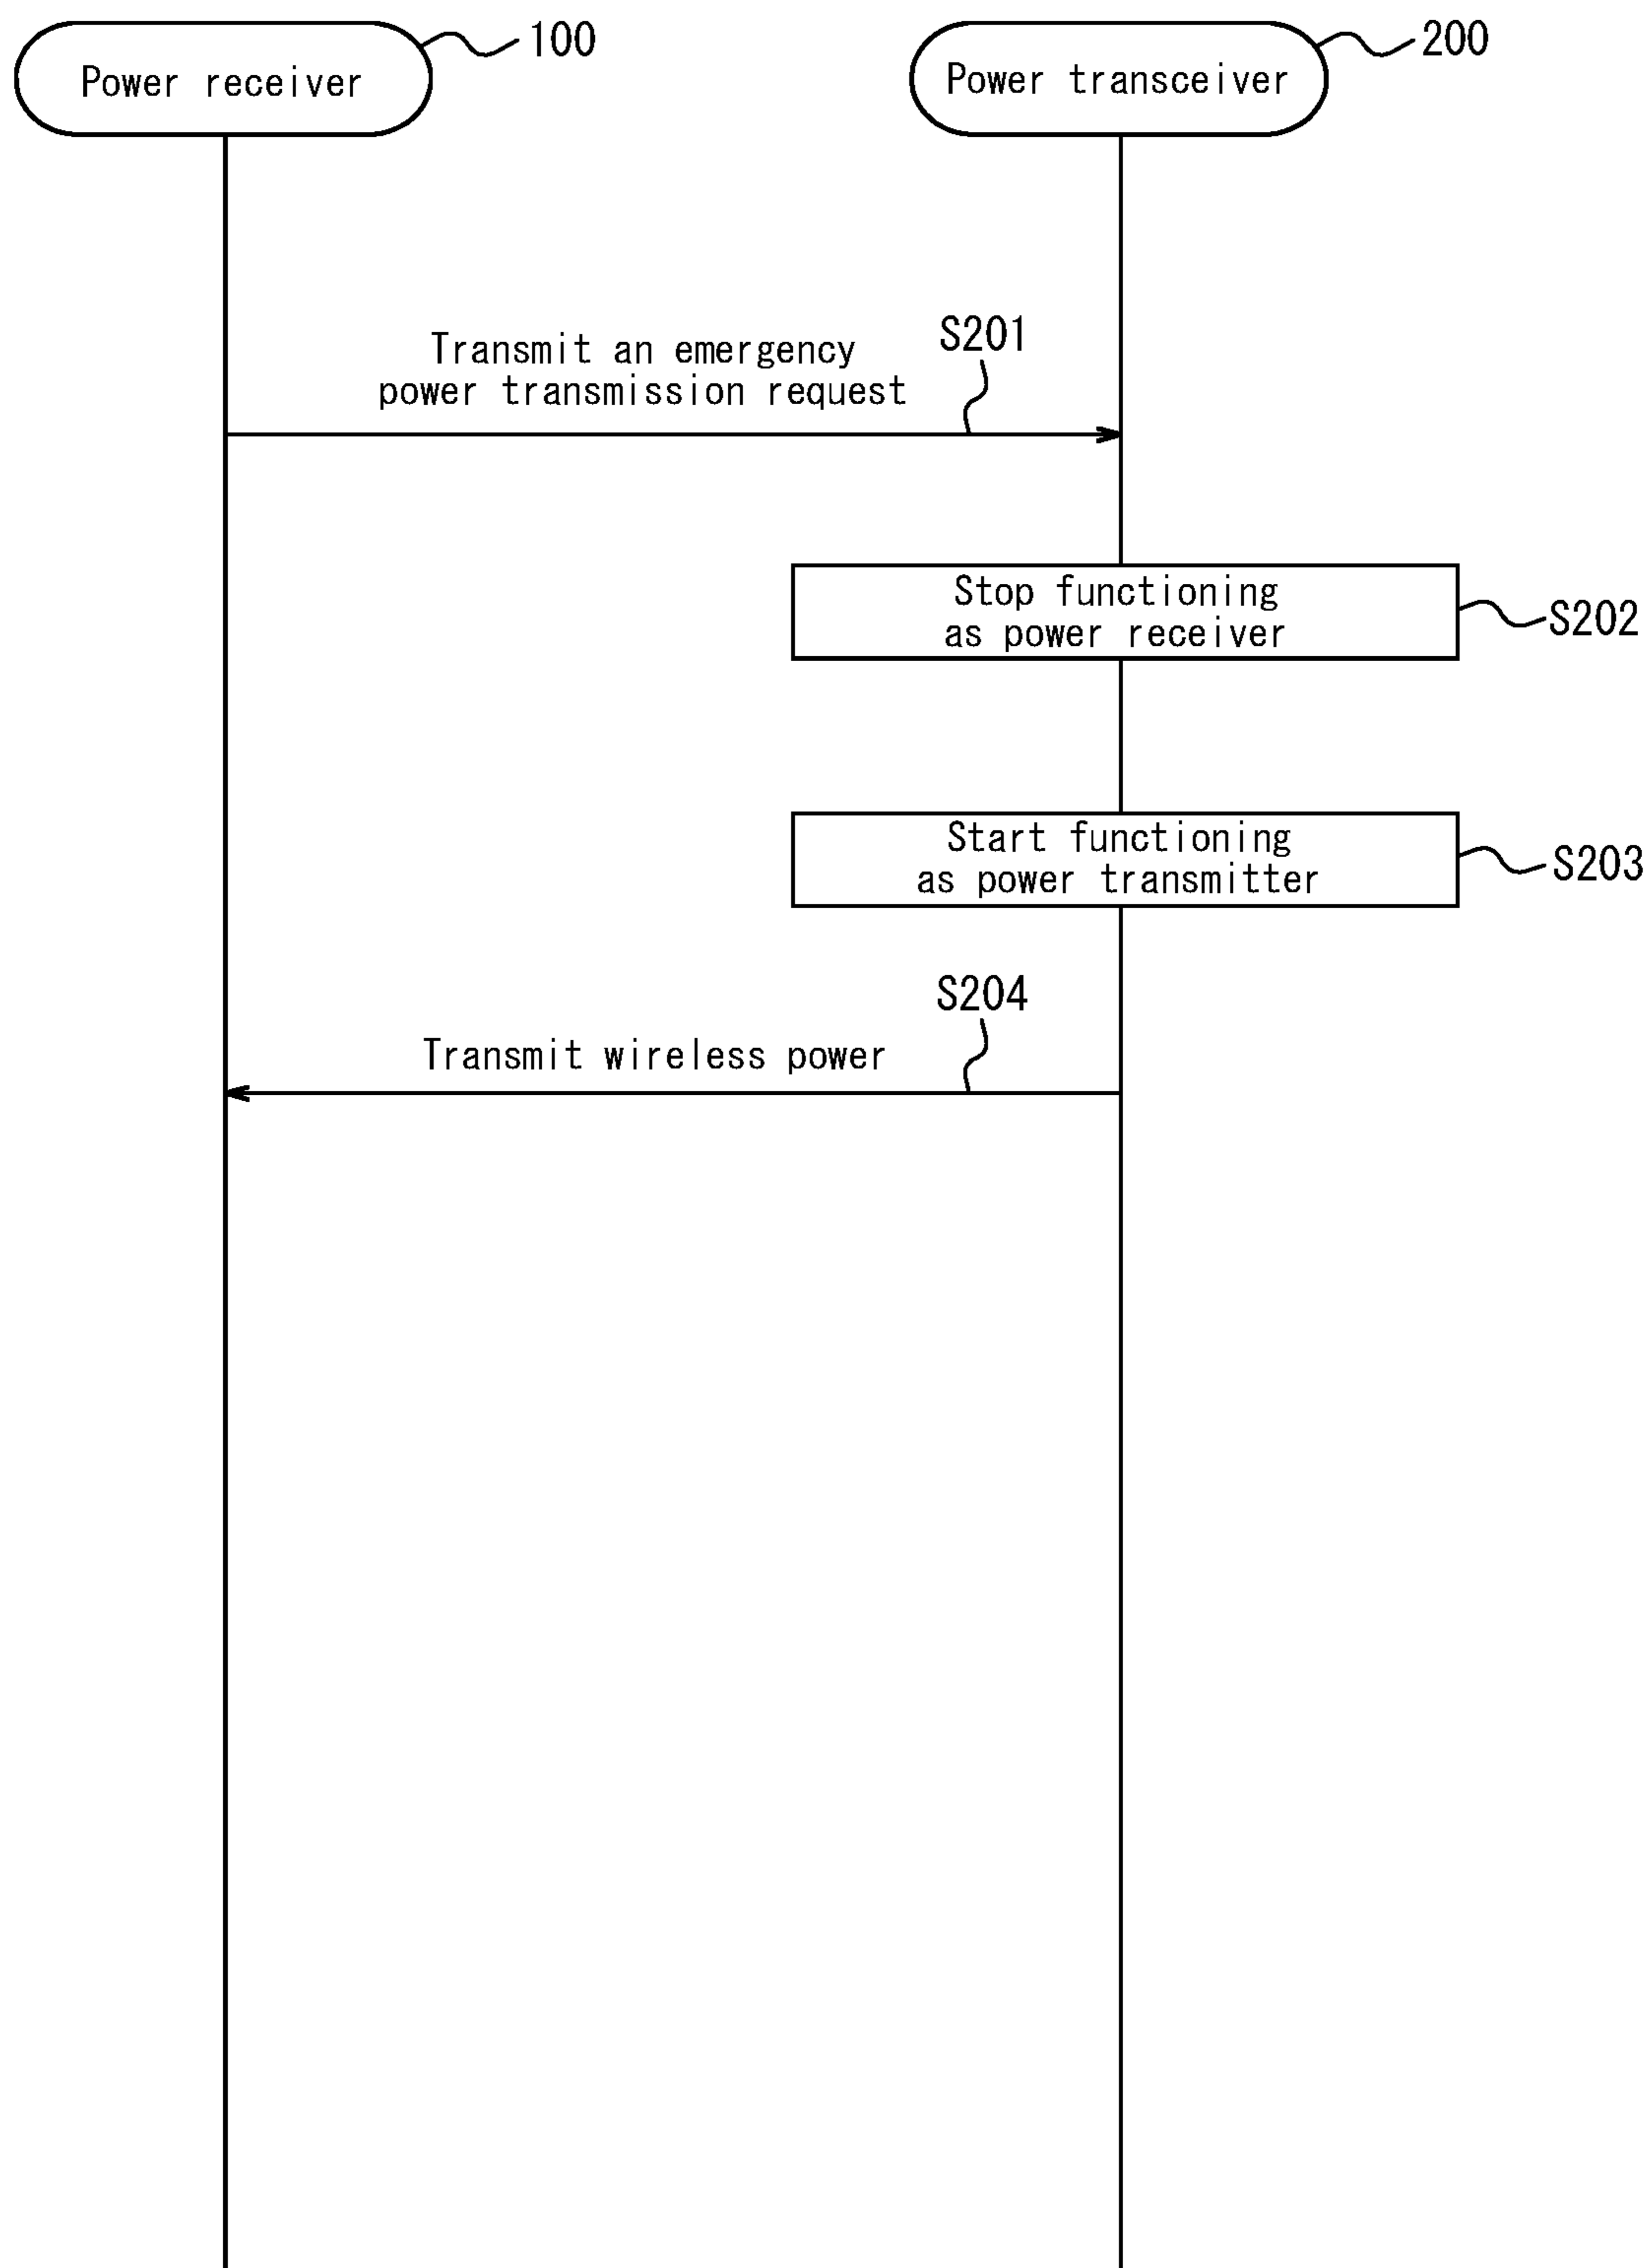 100
200
Power receiver
Power transceiver
S201
Transmit an emergency
power transmission request
Stop functioning
as power receiver
S202
Start functioning
as power transmitter
S203
S204
Transmit wireless power